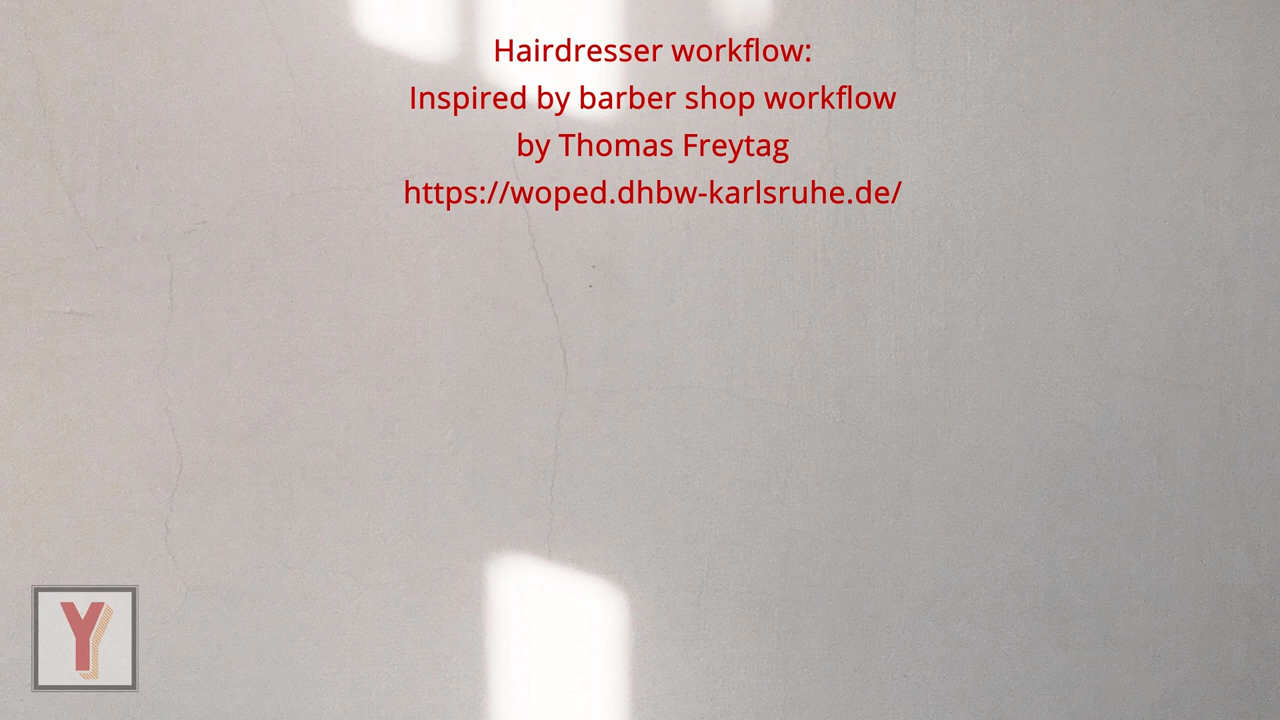 Hairdresser workflow:
Inspired by barber shop workflow
by Thomas Freytag
https://woped.dhbw-karlsruhe.de/
Y